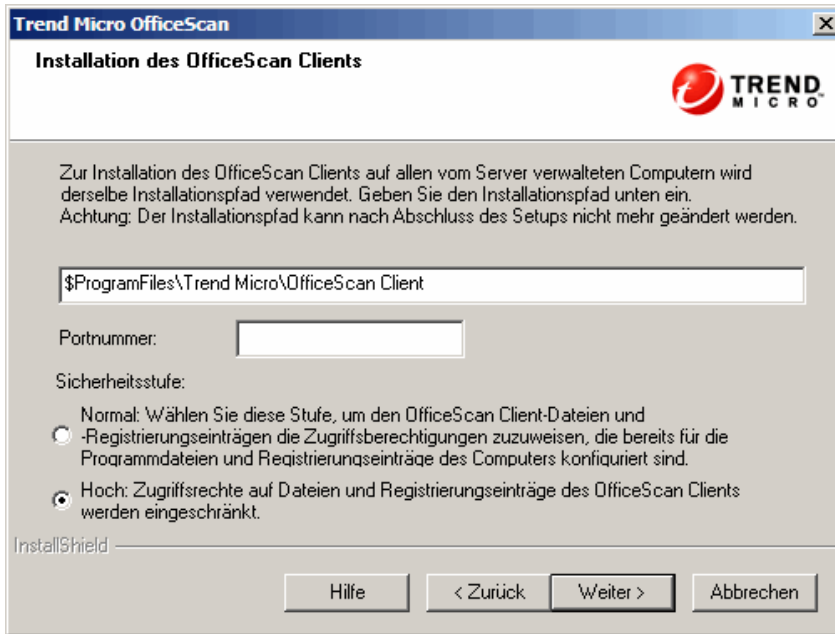 Trend Micro OfficeScan
Installation des OfficeScan Clients
TREND
MICRO
Zur Installation des OfficeScan Clients auf allen vom Server verwalteten Computern wird
derselbe Installationspfad verwendet. Geben Sie den Installationspfad unten ein.
Achtung: Der Installationspfad kann nach Abschluss des Setups nicht mehr geändert werden.
$ProgramFiles\Trend Micro\OfficeScan Client
Portnummer:
Sicherheitsstufe:
Normal: Wählen Sie diese Stufe, um den OfficeScan Client-Dateien und
-Registrierungseinträgen die Zugriffsberechtigungen zuzuweisen, die bereits für die
Programmdateien und Registrierungseinträge des Computers konfiguriert sind.
Hoch: Zugriffsrechte auf Dateien und Registrierungseinträge des OfficeScan Clients
werden eingeschränkt.
InstallShield
Hilfe
< Zurück
Weiter >
Abbrechen